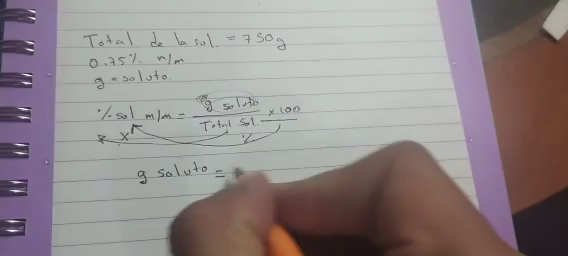 Total de la sol. = 750g
0.75% m/m
g = soluto.
% sol m/m = g soluto / Total Sol. × 100
g soluto =